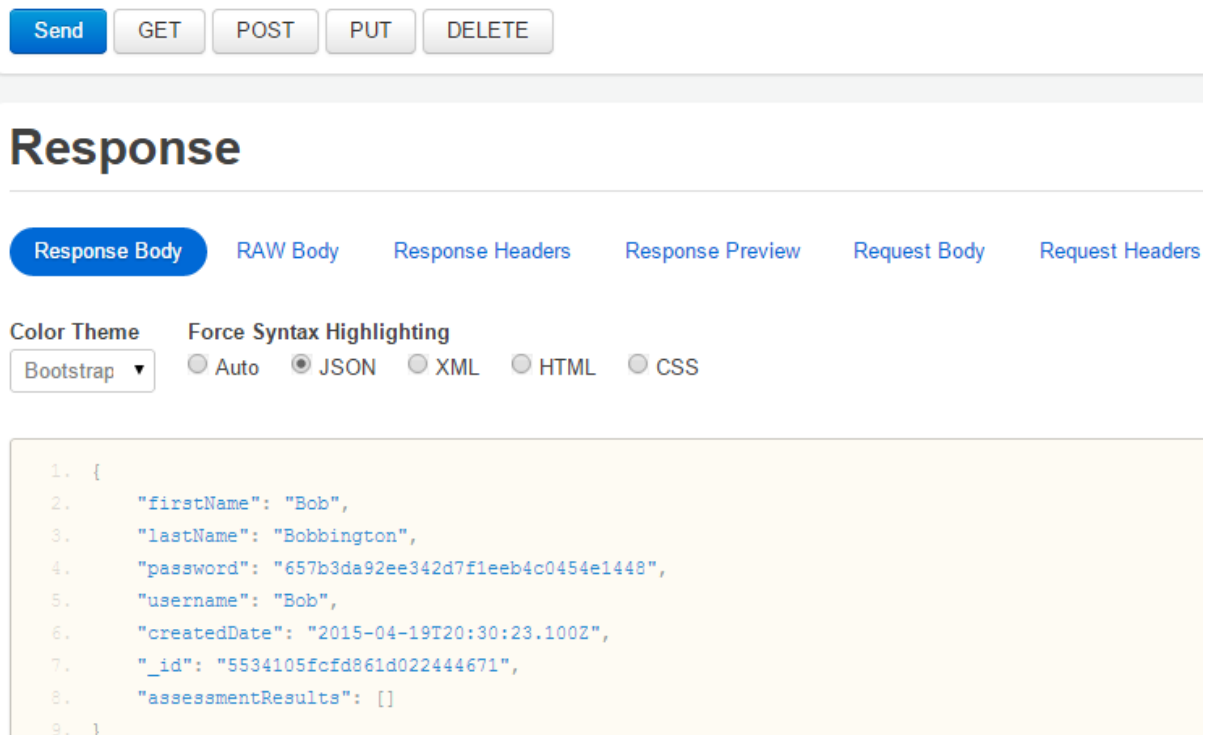 Send GET POST PUT DELETE
Response
Response Body RAW Body Response Headers Response Preview Request Body Request Headers
Color Theme Force Syntax Highlighting
Bootstrap ▼ Auto JSON XML HTML CSS
1. {
2. "firstName": "Bob",
3. "lastName": "Bobbington",
4. "password": "657b3da92ee342d7f1eeb4c0454e1448",
5. "username": "Bob",
6. "createdDate": "2015-04-19T20:30:23.100Z",
7. "_id": "5534105fcfd861d022444671",
8. "assessmentResults": []
9. }